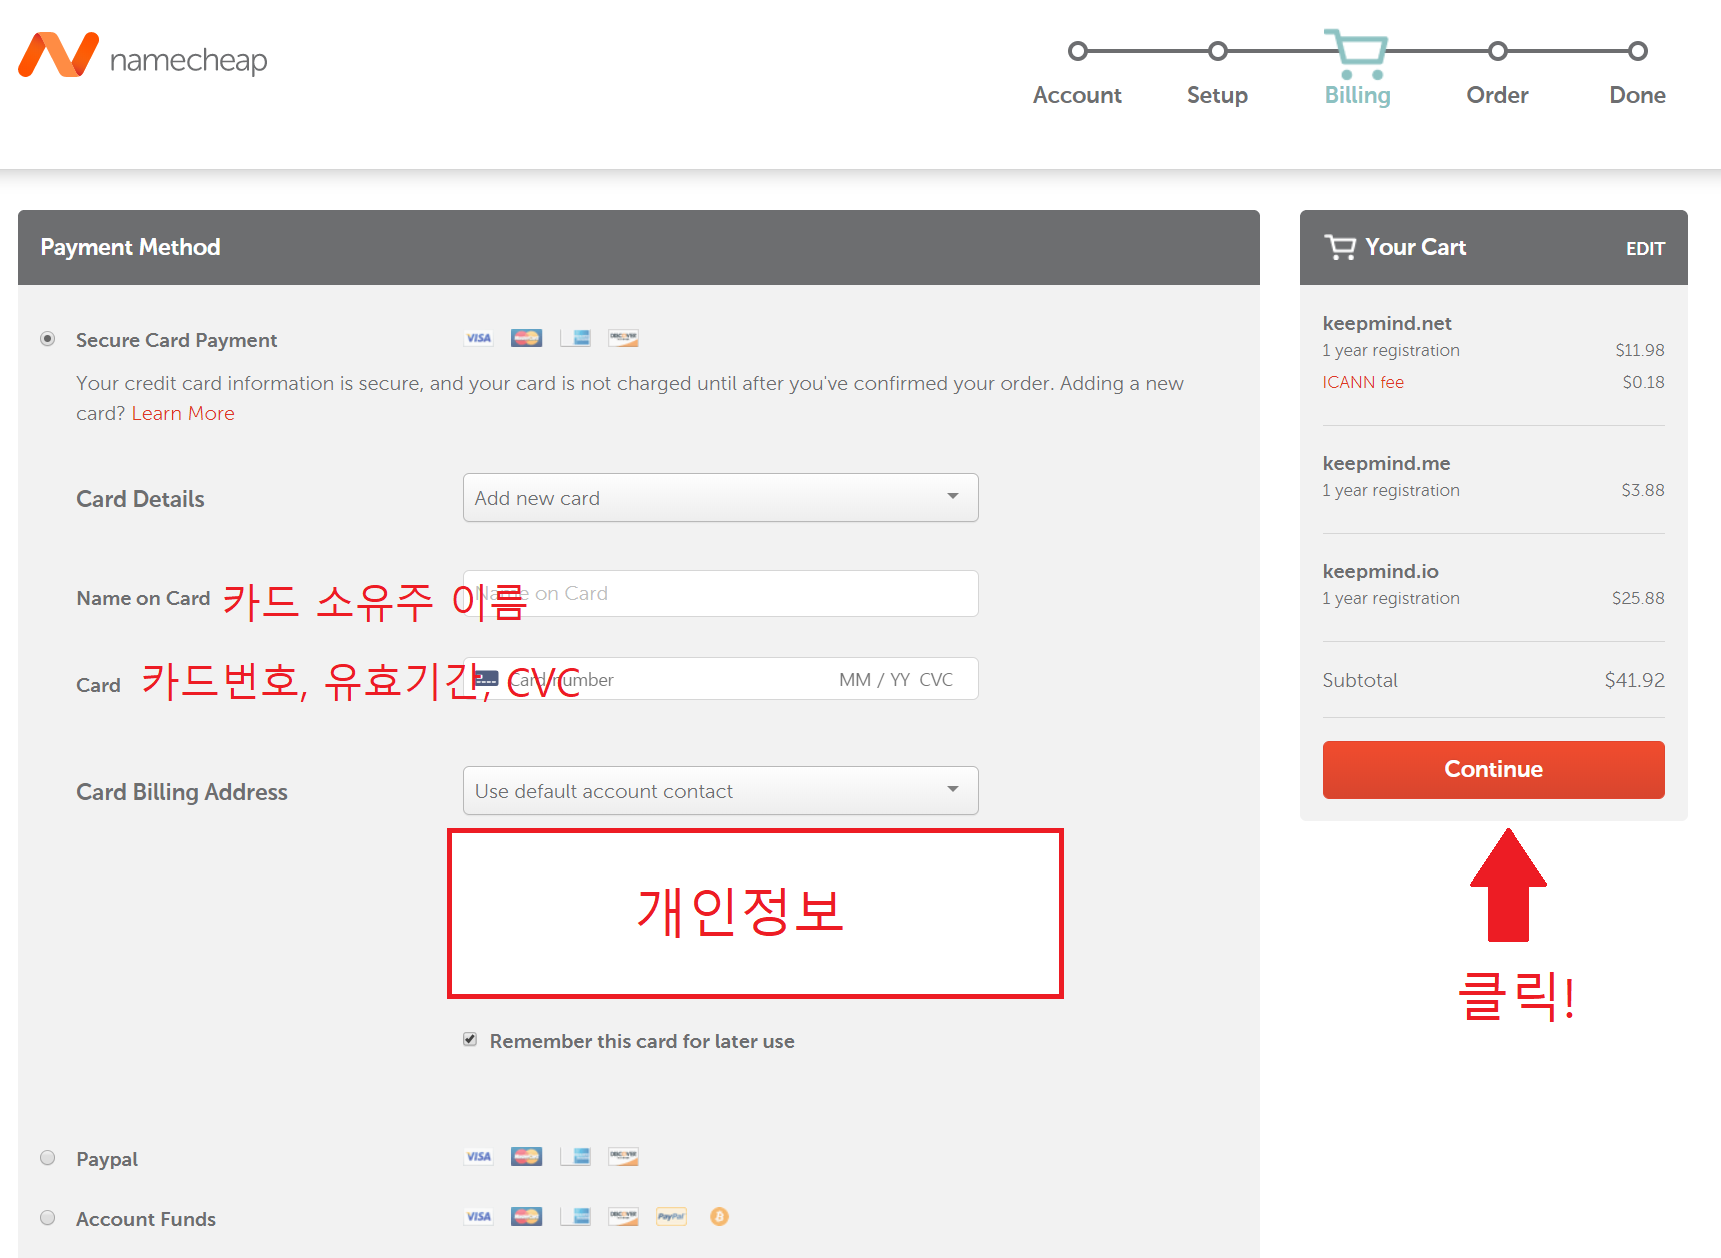 namecheap
Account
Setup
Billing
Order
Done
Payment Method
Secure Card Payment
VISA
DISCOVER
Your credit card information is secure, and your card is not charged until after you've confirmed your order. Adding a new
card? Learn More
Card Details
Add new card
Name on Card 카드 소유주 이름
Name on Card
Card 카드번호, 유효기간, CVC
Card number MM / YY CVC
Card Billing Address
Use default account contact
개인정보
Remember this card for later use
Paypal
VISA
DISCOVER
Account Funds
VISA
DISCOVER
PayPal
Your Cart
EDIT
keepmind.net
1 year registration $11.98
ICANN fee $0.18
keepmind.me
1 year registration $3.88
keepmind.io
1 year registration $25.88
Subtotal $41.92
Continue
클릭!